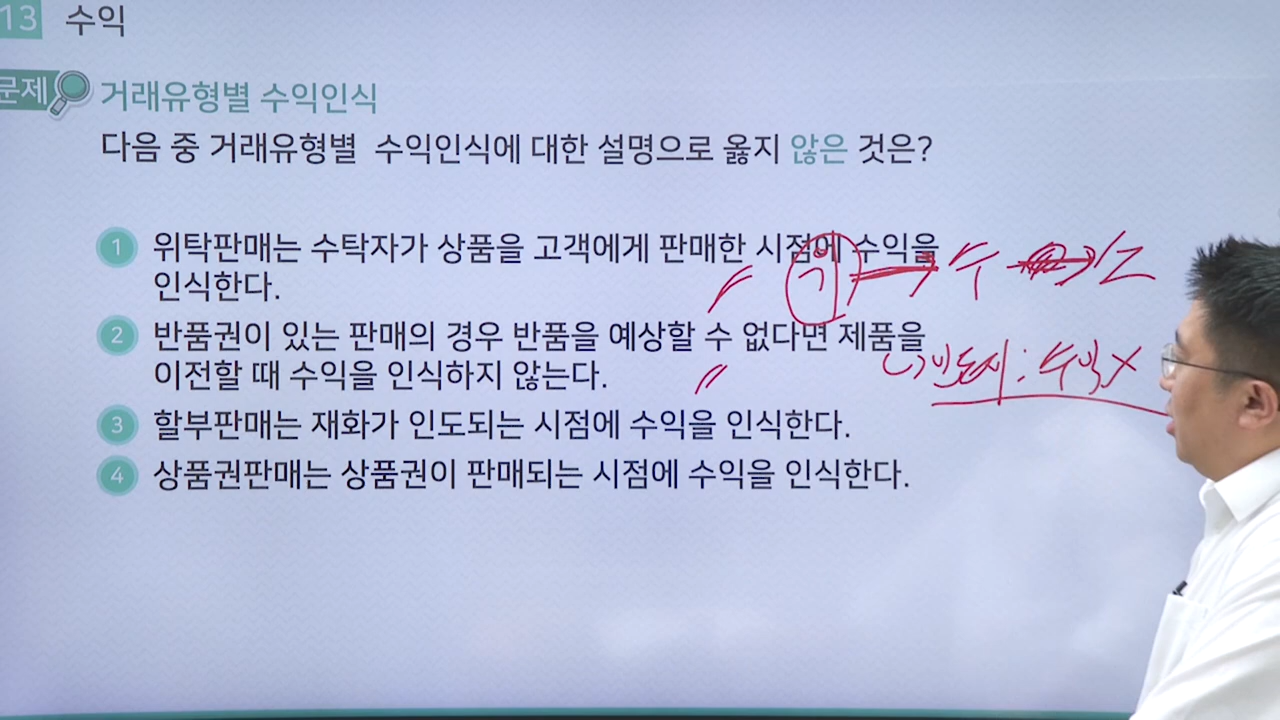 13 수익
문제 거래유형별 수익인식
다음 중 거래유형별 수익인식에 대한 설명으로 옳지 않은 것은?
1 위탁판매는 수탁자가 상품을 고객에게 판매한 시점에 수익을
인식한다.
2 반품권이 있는 판매의 경우 반품을 예상할 수 없다면 제품을
이전할 때 수익을 인식하지 않는다.
3 할부판매는 재화가 인도되는 시점에 수익을 인식한다.
4 상품권판매는 상품권이 판매되는 시점에 수익을 인식한다.